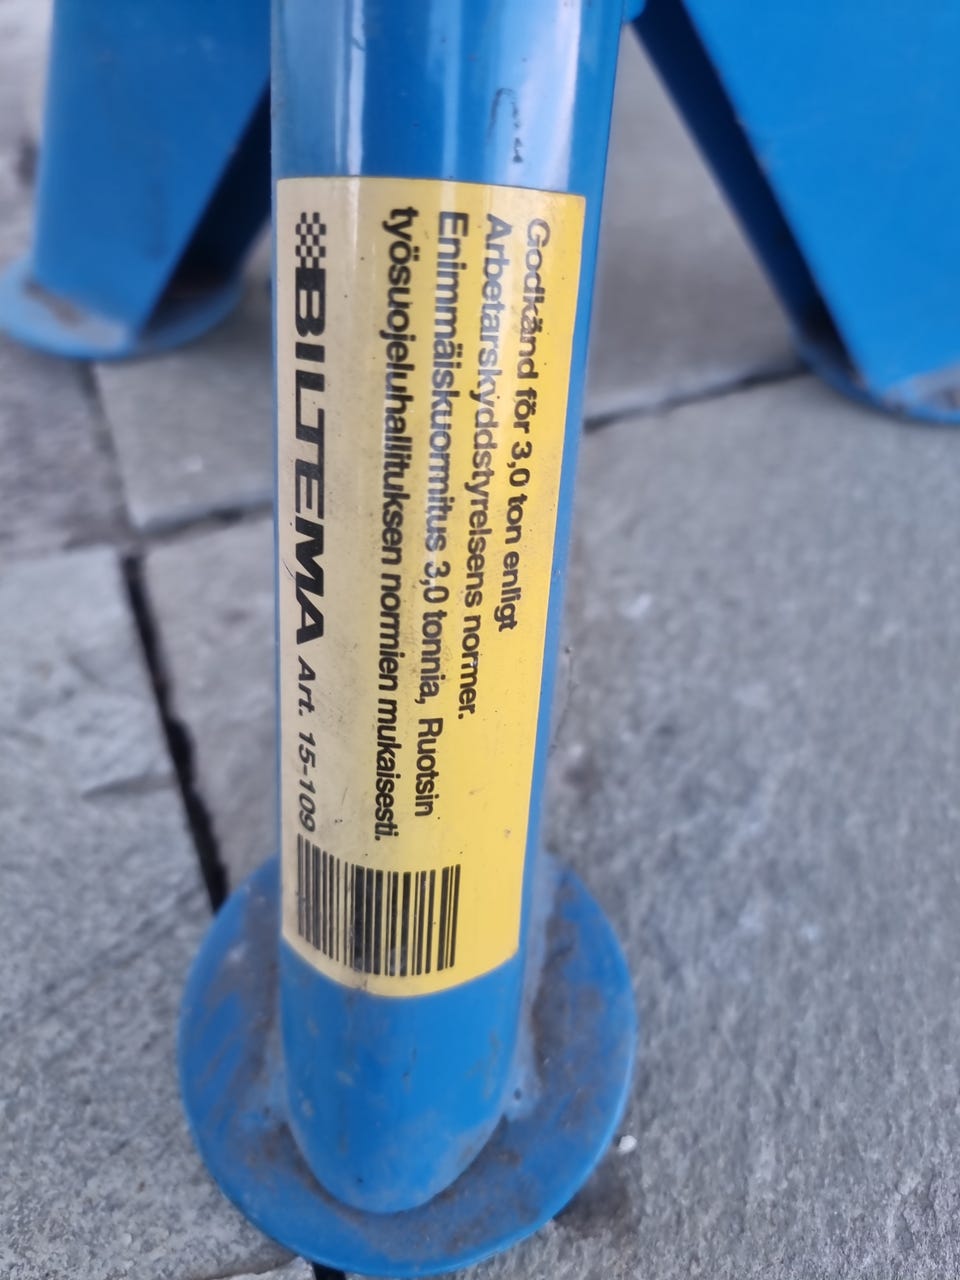 Godkänd för 3,0 ton enligt
Arbetarskyddstyrelsens normer.
Enimmäiskuormitus 3,0 tonnia, Ruotsin
työsuojeluhallituksen normien mukaisesti.
BILTEMA Art. 15-109